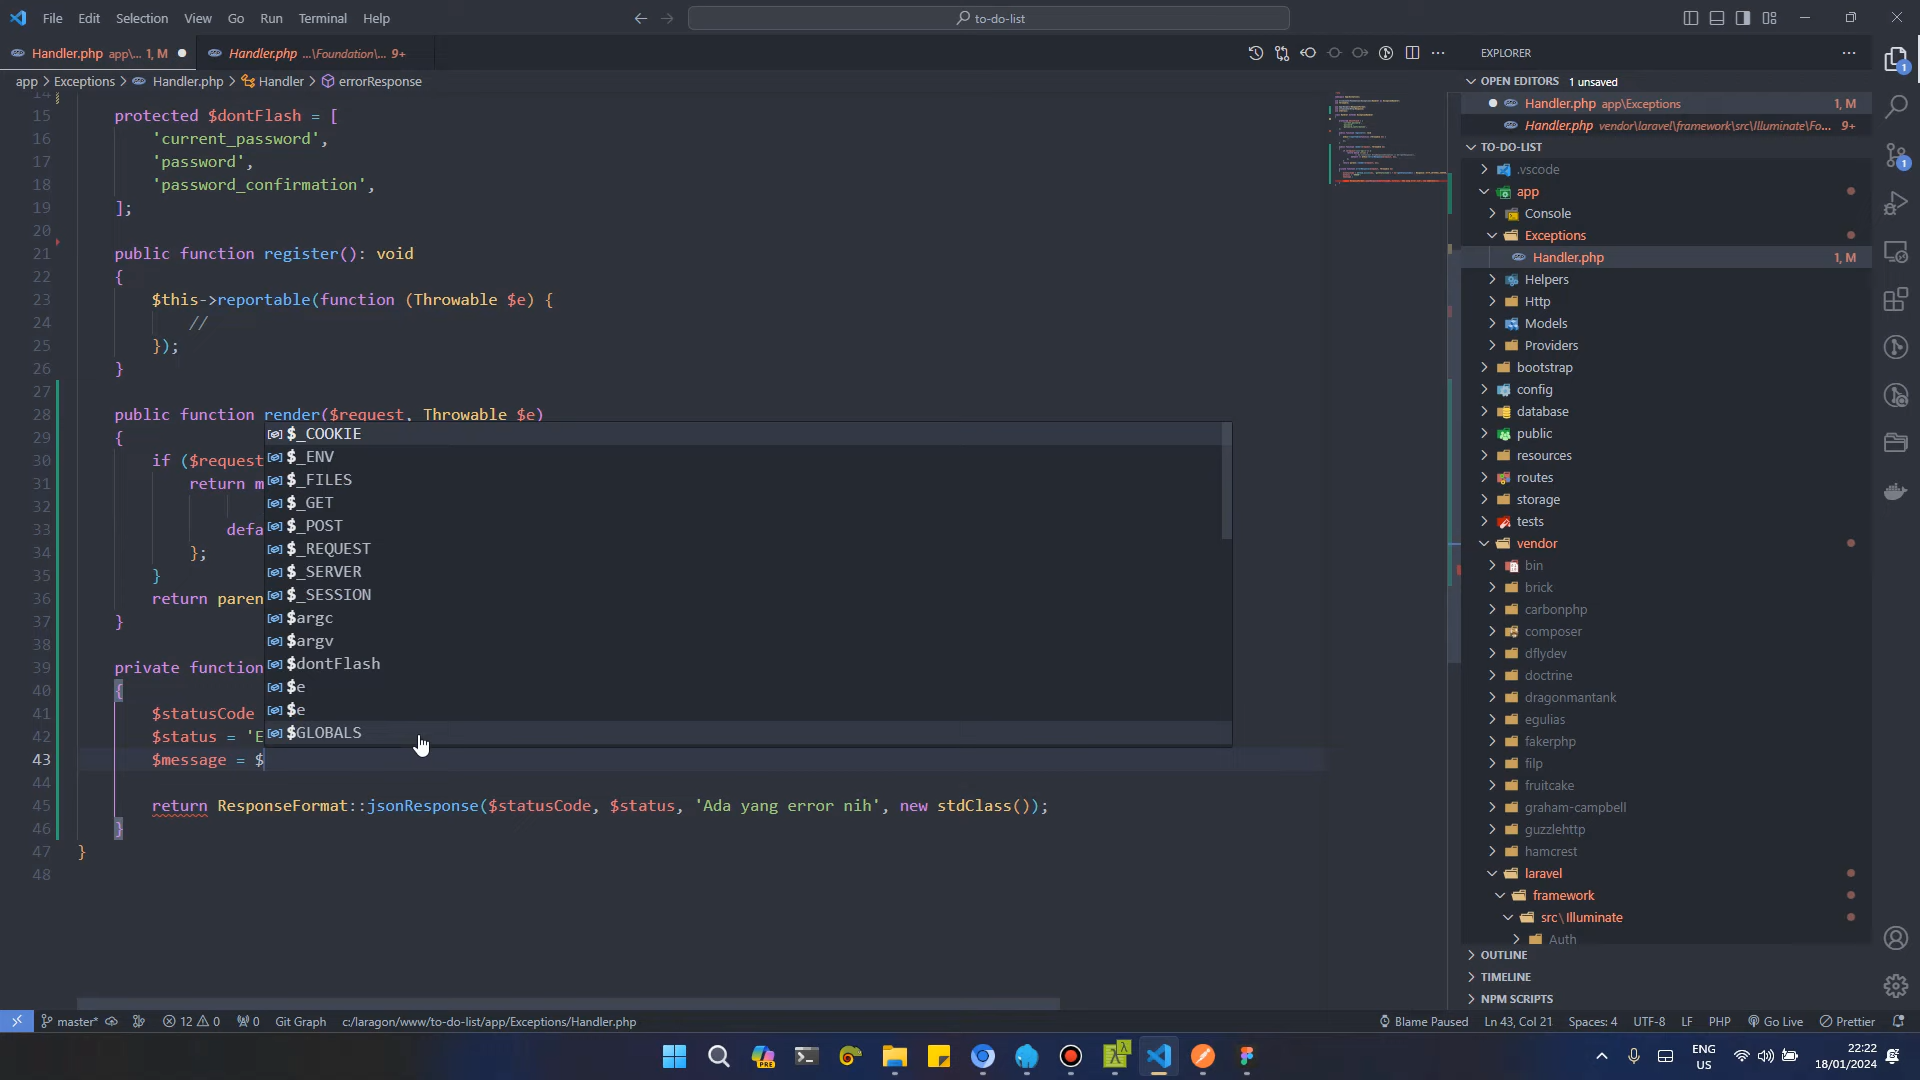 File Edit Selection View Go Run Terminal Help
to-do-list
Handler.php app\... 1, M
Handler.php ...\Foundation\... 9+
app > Exceptions > Handler.php > Handler > errorResponse
14
15 protected $dontFlash = [
16 'current_password',
17 'password',
18 'password_confirmation',
19 ];
20
21 public function register(): void
22 {
23 $this->reportable(function (Throwable $e) {
24 //
25 });
26 }
27
28 public function render($request, Throwable $e)
29 {
30 if ($request
31 return m
32
33 defa
34 };
35 }
36 return paren
37 }
38
39 private function
40 {
41 $statusCode
42 $status = 'E
43 $message = $
44
45 return ResponseFormat::jsonResponse($statusCode, $status, 'Ada yang error nih', new stdClass());
46 }
47 }
48
$_COOKIE
$_ENV
$_FILES
$_GET
$_POST
$_REQUEST
$_SERVER
$_SESSION
$argc
$argv
$dontFlash
$e
$e
$GLOBALS
EXPLORER
OPEN EDITORS 1 unsaved
Handler.php app\Exceptions 1, M
Handler.php vendor\laravel\framework\src\Illuminate\Fo... 9+
TO-DO-LIST
.vscode
app
Console
Exceptions
Handler.php 1, M
Helpers
Http
Models
Providers
bootstrap
config
database
public
resources
routes
storage
tests
vendor
bin
brick
carbonphp
composer
dflydev
doctrine
dragonmantank
egulias
fakerphp
filp
fruitcake
graham-campbell
guzzlehttp
hamcrest
laravel
framework
src\Illuminate
Auth
OUTLINE
TIMELINE
NPM SCRIPTS
1
1
master* 12 0 0 Git Graph c:/laragon/www/to-do-list/app/Exceptions/Handler.php
Blame Paused Ln 43, Col 21 Spaces: 4 UTF-8 LF PHP Go Live Prettier
PRE
ENG
US
22:22
18/01/2024